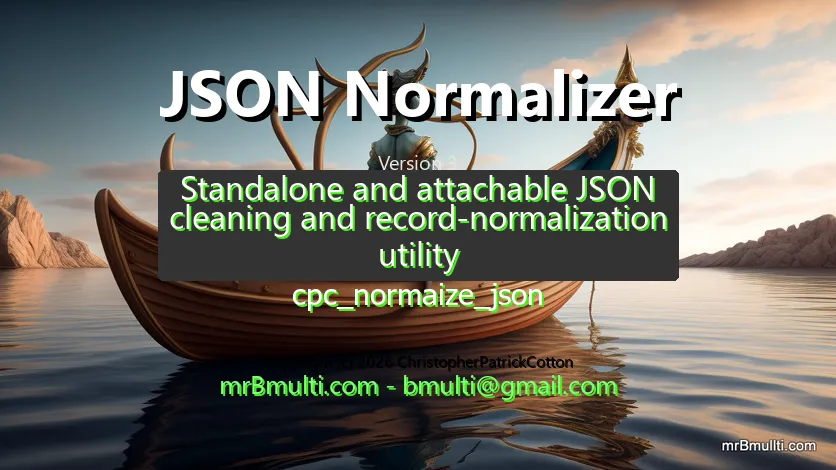 JSON Normalizer
Version 3
Standalone and attachable JSON
cleaning and record-normalization
utility
cpc_normaize_json
2026 ChristopherPatrickCotton
mrBmulti.com - bmulti@gmail.com
mrBmullti.com